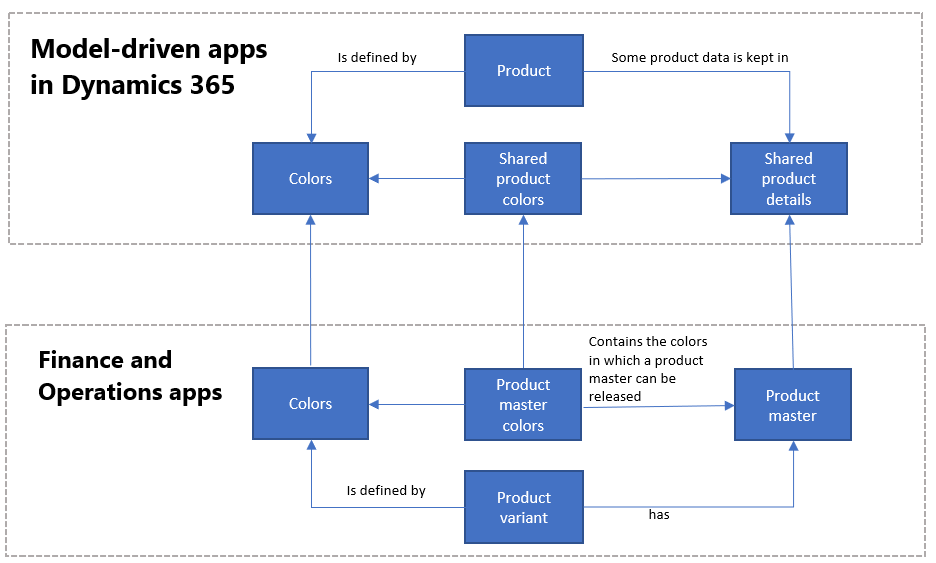 Model-driven apps
in Dynamics 365
Is defined by
Product
Some product data is kept in
Colors
Shared
product
colors
Shared
product
details
Finance and
Operations apps
Contains the colors
in which a product
master can be
released
Colors
Product
master
colors
Product
master
Is defined by
Product
variant
has